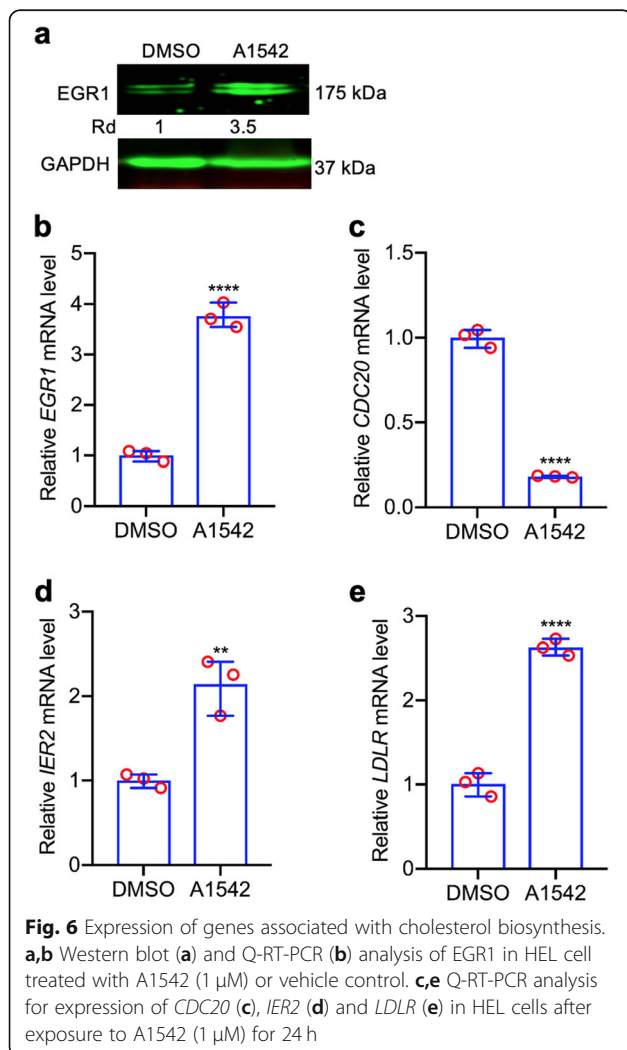 a
DMSO A1542
EGR1 175 kDa
Rd 1 3.5
GAPDH 37 kDa
b
Relative EGR1 mRNA level
5
4
3
2
1
0
****
DMSO A1542
c
Relative CDC20 mRNA level
1.5
1.0
0.5
0.0
****
DMSO A1542
d
Relative IER2 mRNA level
3
2
1
0
**
DMSO A1542
e
Relative LDLR mRNA level
3
2
1
0
****
DMSO A1542
Fig. 6 Expression of genes associated with cholesterol biosynthesis.
a,b Western blot (a) and Q-RT-PCR (b) analysis of EGR1 in HEL cell
treated with A1542 (1 μM) or vehicle control. c,e Q-RT-PCR analysis
for expression of CDC20 (c), IER2 (d) and LDLR (e) in HEL cells after
exposure to A1542 (1 μM) for 24 h